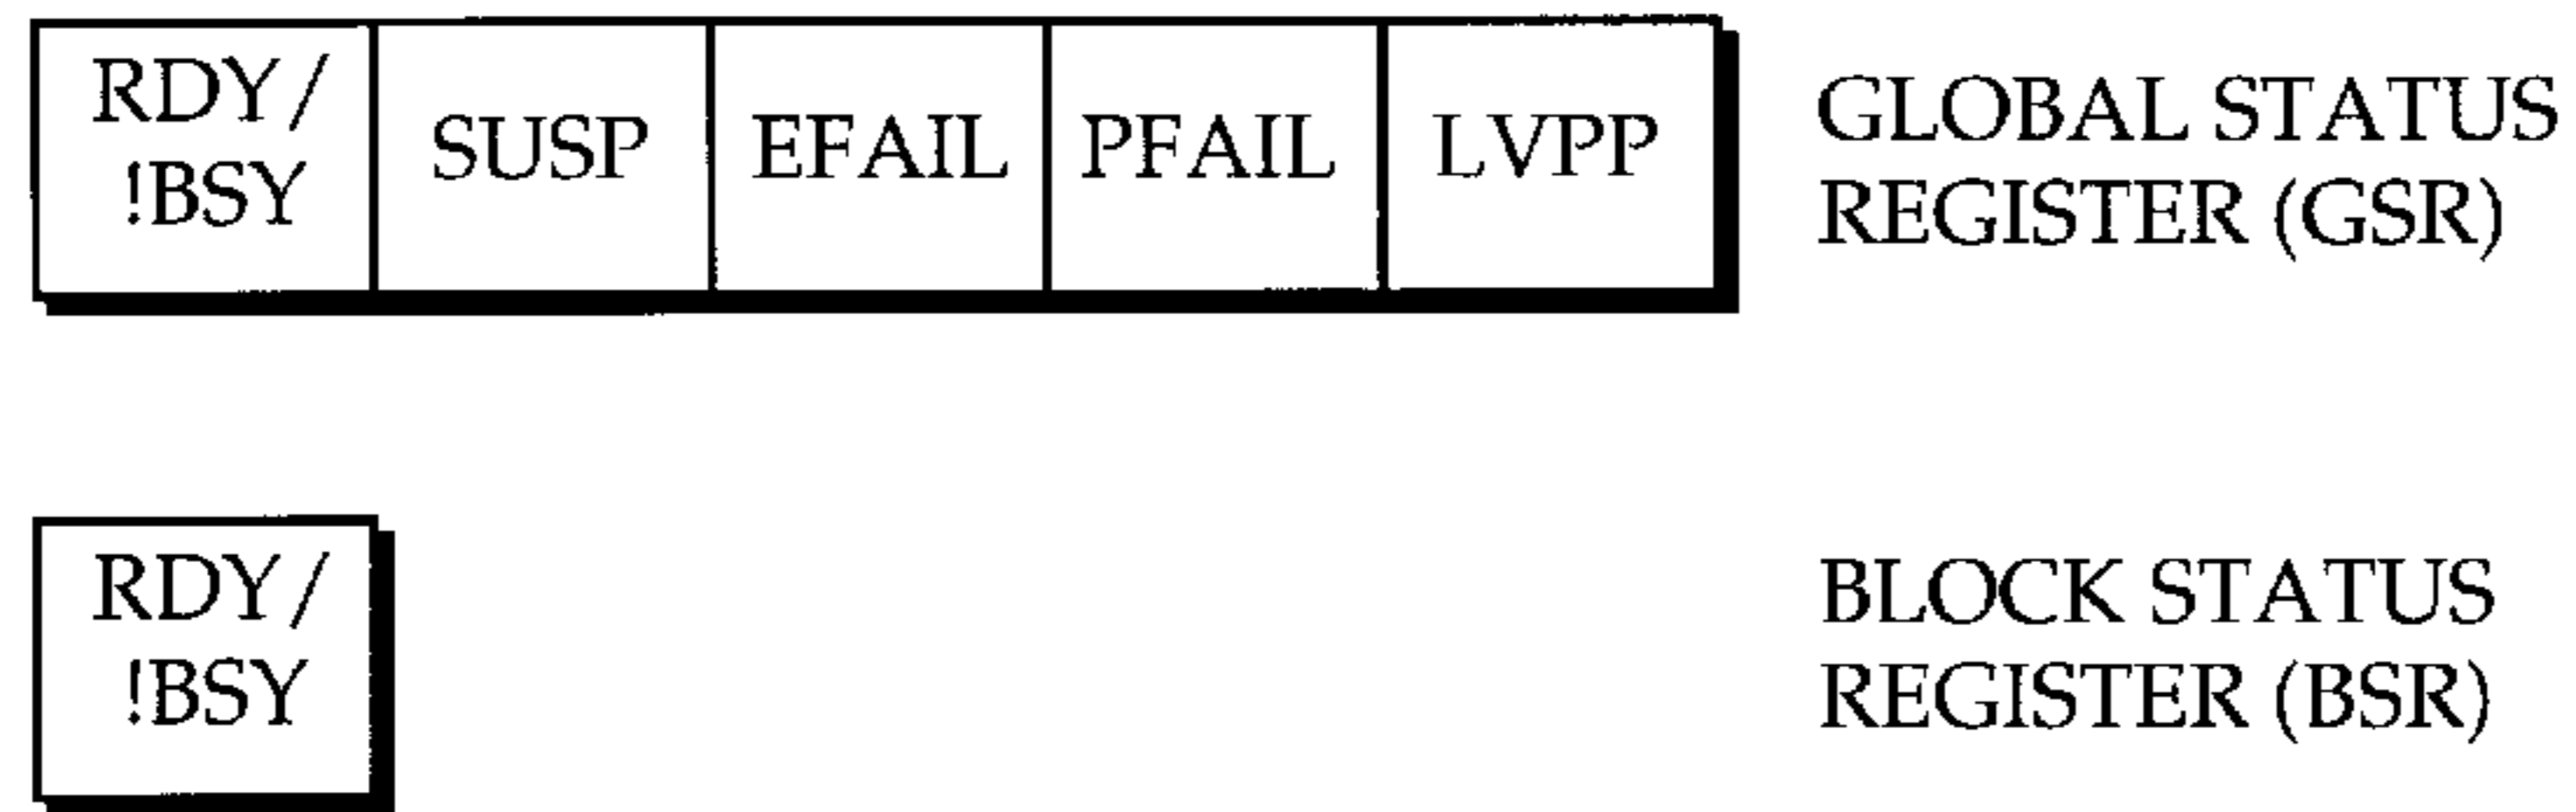 RDY/
!BSY
SUSP
EFAIL
PFAIL
LVPP
GLOBAL STATUS
REGISTER (GSR)
RDY/
!BSY
BLOCK STATUS
REGISTER (BSR)